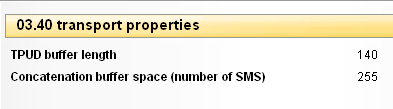 03.40 transport properties
TPUD buffer length 140
Concatenation buffer space (number of SMS) 255